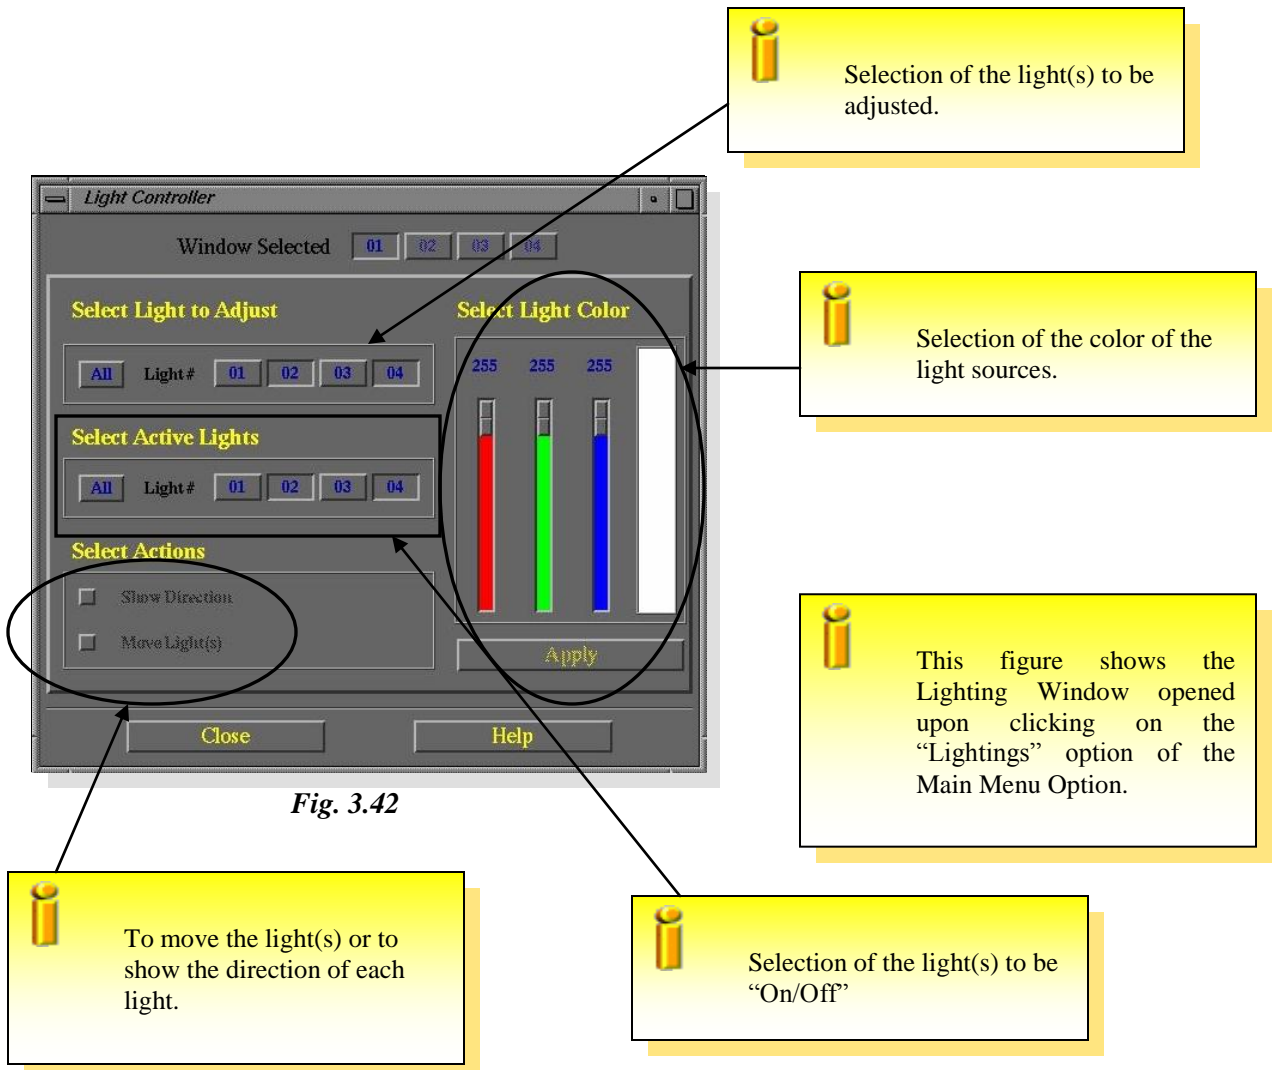 Selection of the light(s) to be
adjusted.
Light Controller
Window Selected 01 02 03 04
Select Light to Adjust
All Light # 01 02 03 04
Select Active Lights
All Light # 01 02 03 04
Select Actions
Show Direction
Move Light(s)
Select Light Color
255 255 255
Apply
Close Help
Fig. 3.42
Selection of the color of the
light sources.
This figure shows the
Lighting Window opened
upon clicking on the
“Lightings” option of the
Main Menu Option.
To move the light(s) or to
show the direction of each
light.
Selection of the light(s) to be
“On/Off”